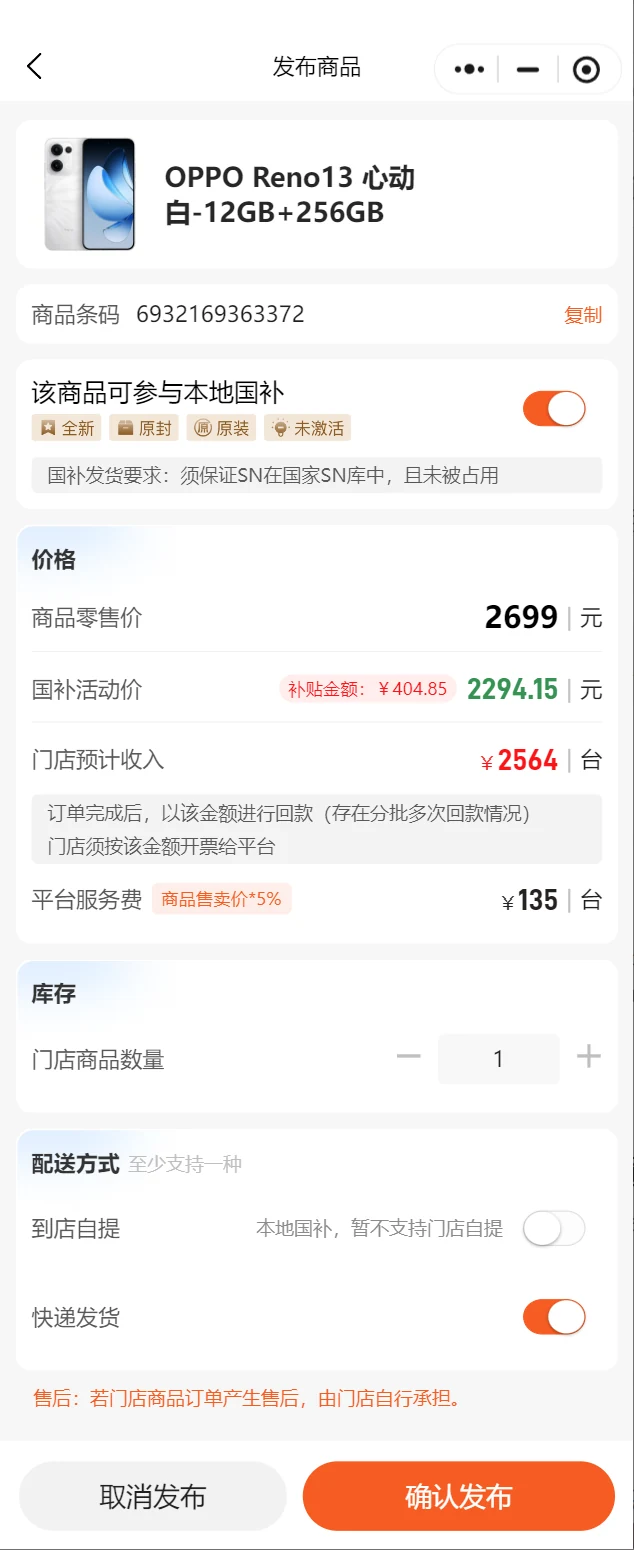 发布商品
OPPO Reno13 心动
白-12GB+256GB
商品条码 6932169363372 复制
该商品可参与本地国补
全新 原封 原装 未激活
国补发货要求：须保证SN在国家SN库中，且未被占用
价格
商品零售价 2699 | 元
国补活动价 补贴金额：￥404.85 2294.15 | 元
门店预计收入 ￥2564 | 台
订单完成后，以该金额进行回款（存在分批多次回款情况）
门店须按该金额开票给平台
平台服务费 商品售卖价*5% ￥135 | 台
库存
门店商品数量 — 1 +
配送方式 至少支持一种
到店自提 本地国补，暂不支持门店自提
快递发货
售后：若门店商品订单产生售后，由门店自行承担。
取消发布 确认发布